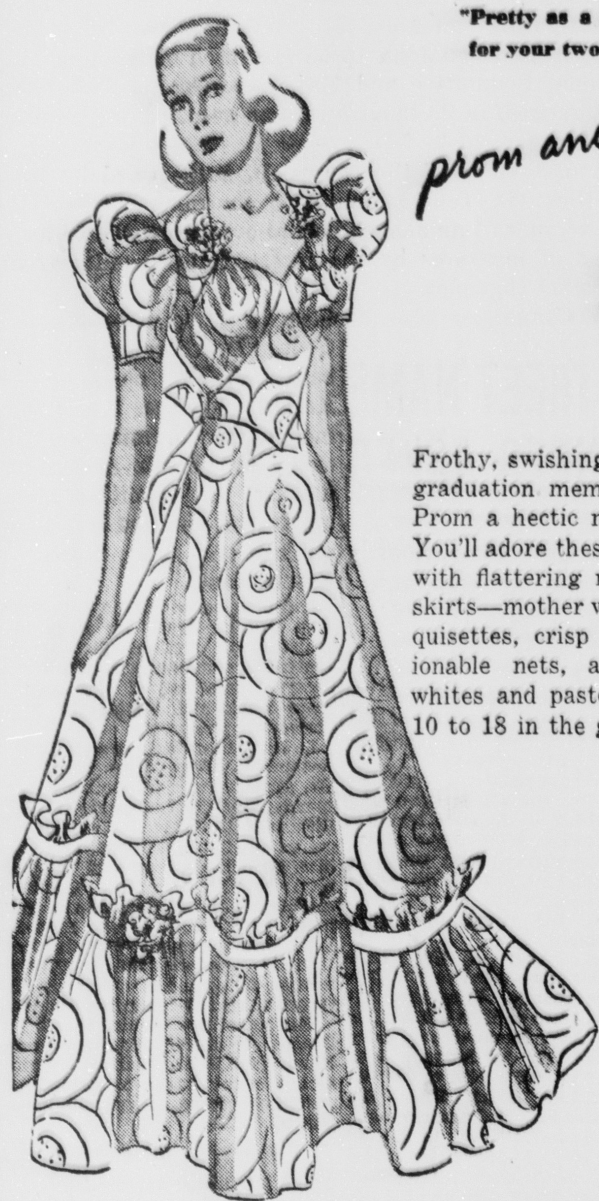 "Pretty as a
for your two
prom and
Frothy, swishing
graduation mem
Prom a hectic r
You'll adore thes
with flattering
skirts—mother v
quisettes, crisp
ionable nets, a
whites and paste
10 to 18 in the g